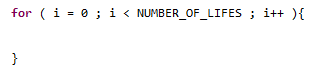 for ( i = 0 ; i < NUMBER_OF_LIFES ; i++ ){
}